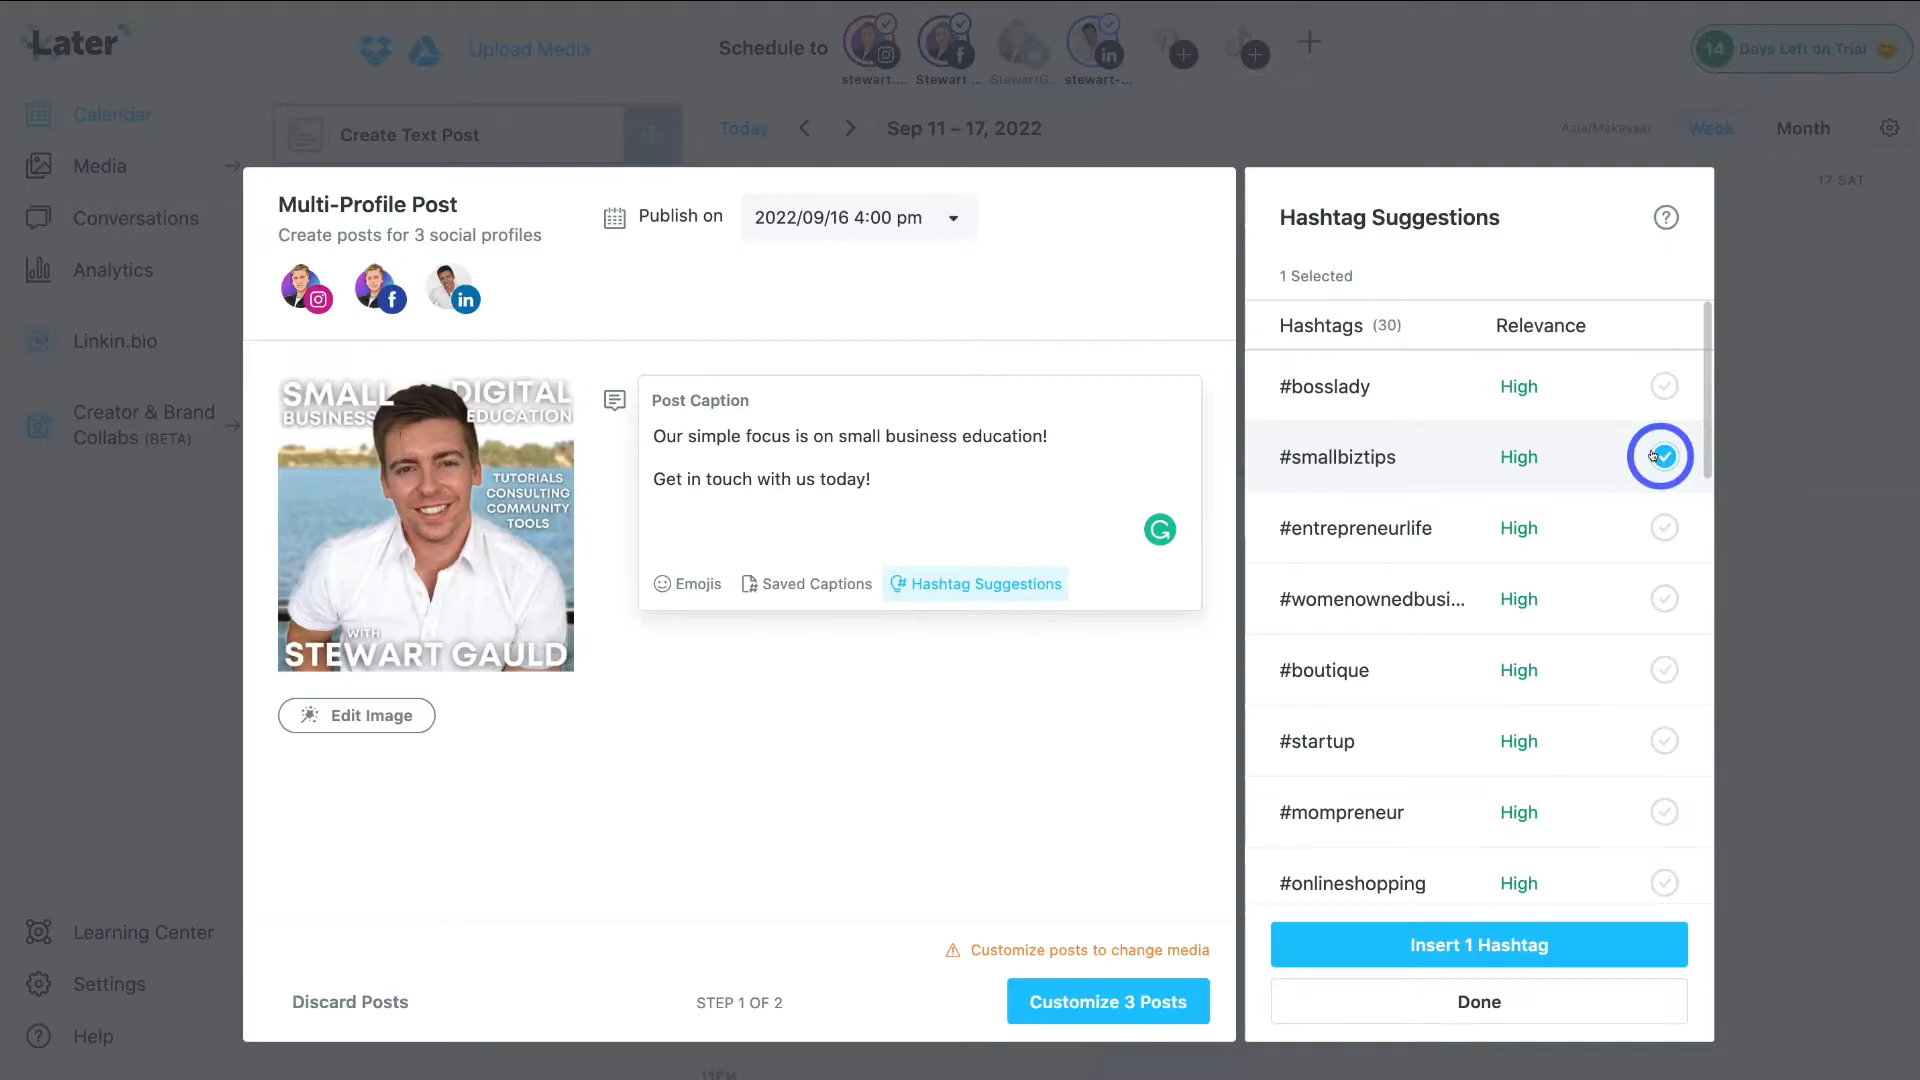 Later
Upload Media
Schedule to
stewart....
Stewart ...
StewartG...
stewart-...
14 Days Left on Trial
Calendar
Media
Conversations
Analytics
Linkin.bio
Creator & Brand
Collabs (BETA)
Learning Center
Settings
Help
Create Text Post
Today
Sep 11 – 17, 2022
Asia/Makassar
Week
Month
17 SAT
Multi-Profile Post
Create posts for 3 social profiles
Publish on
2022/09/16 4:00 pm
SMALL
BUSINESS
DIGITAL
EDUCATION
TUTORIALS
CONSULTING
COMMUNITY
TOOLS
WITH
STEWART GAULD
Edit Image
Post Caption
Our simple focus is on small business education!
Get in touch with us today!
Emojis
Saved Captions
Hashtag Suggestions
Customize posts to change media
Discard Posts
STEP 1 OF 2
Customize 3 Posts
Hashtag Suggestions
1 Selected
Hashtags (30)
Relevance
#bosslady High
#smallbiztips High
#entrepreneurlife High
#womenownedbusi... High
#boutique High
#startup High
#mompreneur High
#onlineshopping High
Insert 1 Hashtag
Done
11PM